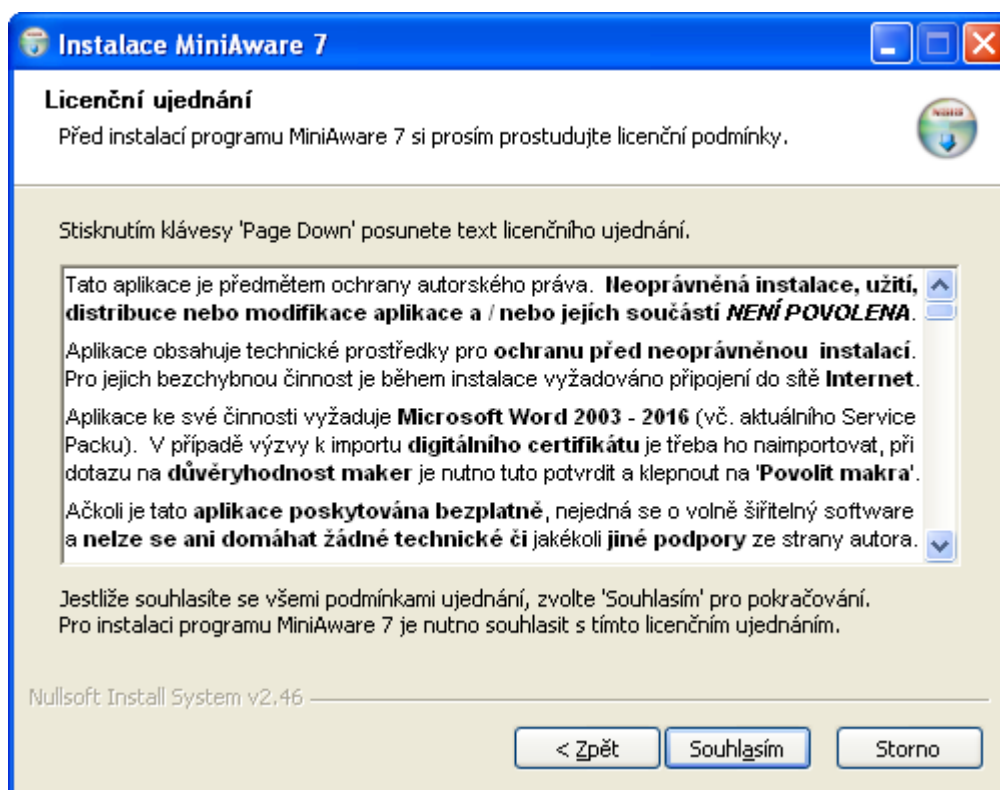 Instalace MiniAware 7
Licenční ujednání
Před instalací programu MiniAware 7 si prosím prostudujte licenční podmínky.
NSIS
Stisknutím klávesy 'Page Down' posunete text licenčního ujednání.
Tato aplikace je předmětem ochrany autorského práva. Neoprávněná instalace, užití,
distribuce nebo modifikace aplikace a / nebo jejích součástí NENÍ POVOLENA.
Aplikace obsahuje technické prostředky pro ochranu před neoprávněnou instalací.
Pro jejich bezchybnou činnost je během instalace vyžadováno připojení do sítě Internet.
Aplikace ke své činnosti vyžaduje Microsoft Word 2003 - 2016 (vč. aktuálního Service
Packu). V případě výzvy k importu digitálního certifikátu je třeba ho naimportovat, při
dotazu na důvěryhodnost maker je nutno tuto potvrdit a klepnout na 'Povolit makra'.
Ačkoli je tato aplikace poskytována bezplatně, nejedná se o volně šiřitelný software
a nelze se ani domáhat žádné technické či jakékoli jiné podpory ze strany autora.
Jestliže souhlasíte se všemi podmínkami ujednání, zvolte 'Souhlasím' pro pokračování.
Pro instalaci programu MiniAware 7 je nutno souhlasit s tímto licenčním ujednáním.
Nullsoft Install System v2.46
< Zpět
Souhlasím
Storno